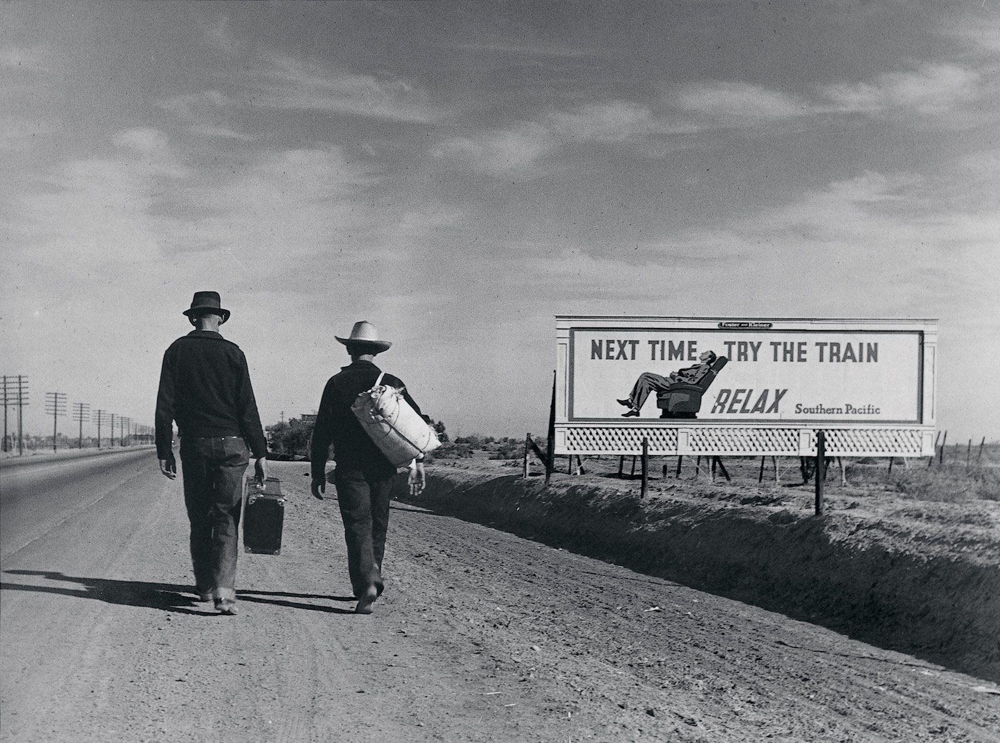 Foster and Kleiser
NEXT TIME TRY THE TRAIN
RELAX Southern Pacific